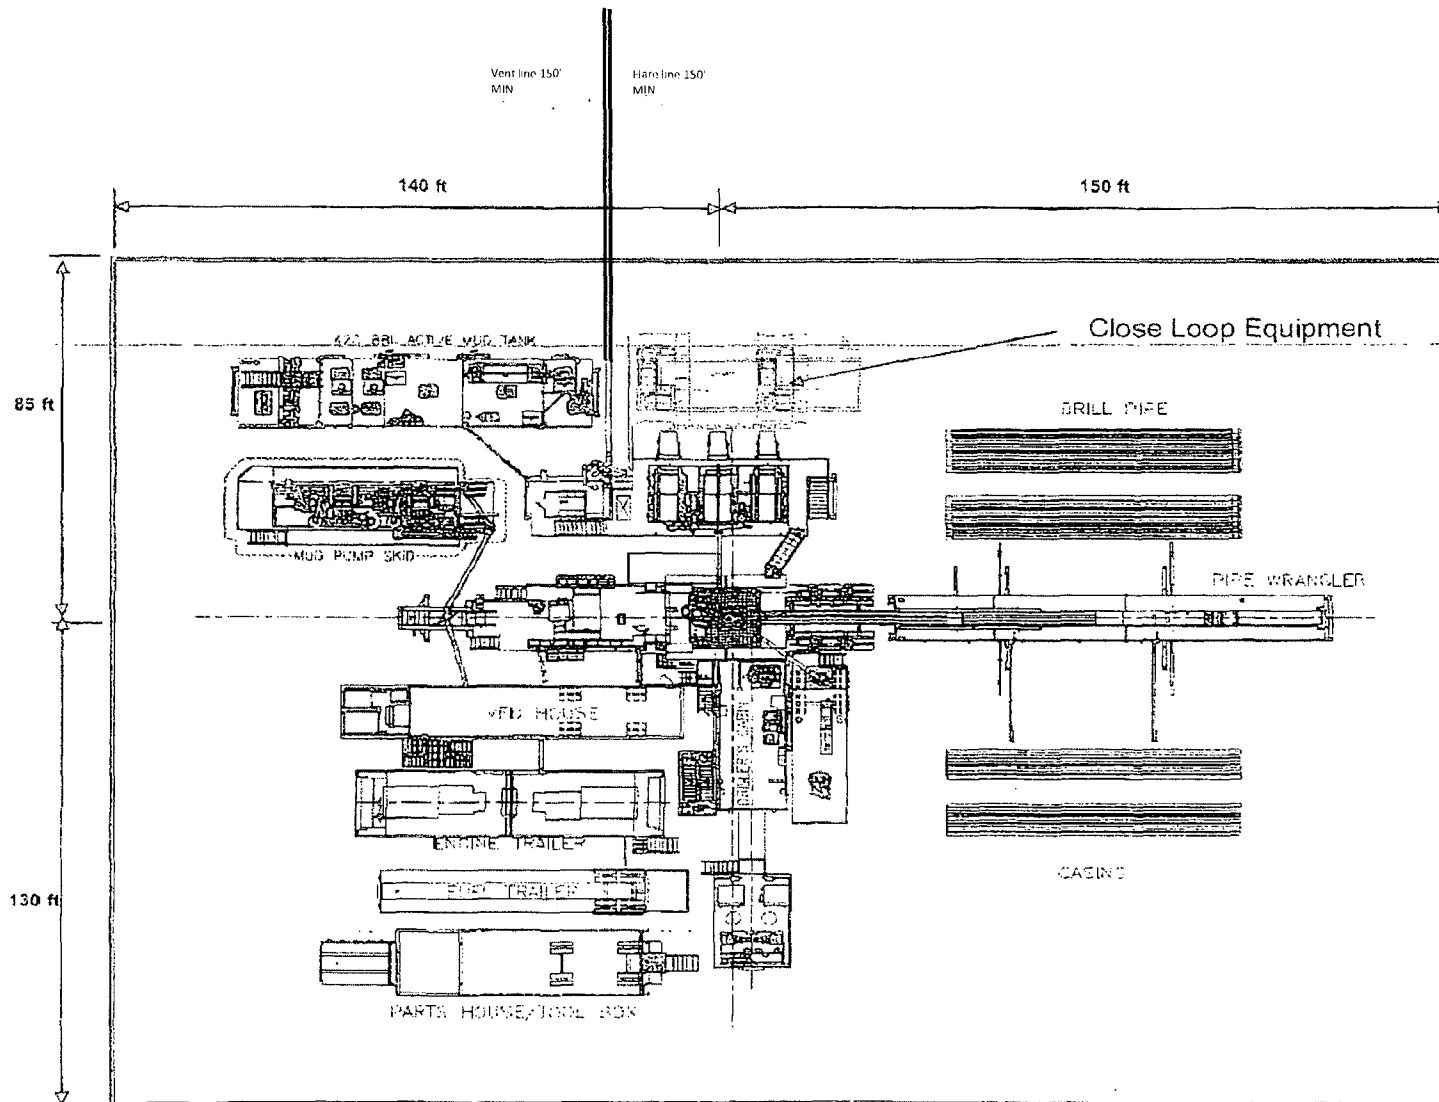 Vent line 150'
MIN
Flare line 150'
MIN
140 ft
150 ft
BBL ACTIVE MUD TANK
Close Loop Equipment
85 ft
DRILL PIPE
MUD PUMP SKID
PIPE WRANGLER
VFD HOUSE
ENGINE TRAILER
CASING
130 ft
TRAILER
PARTS HOUSE/TOOL BOX